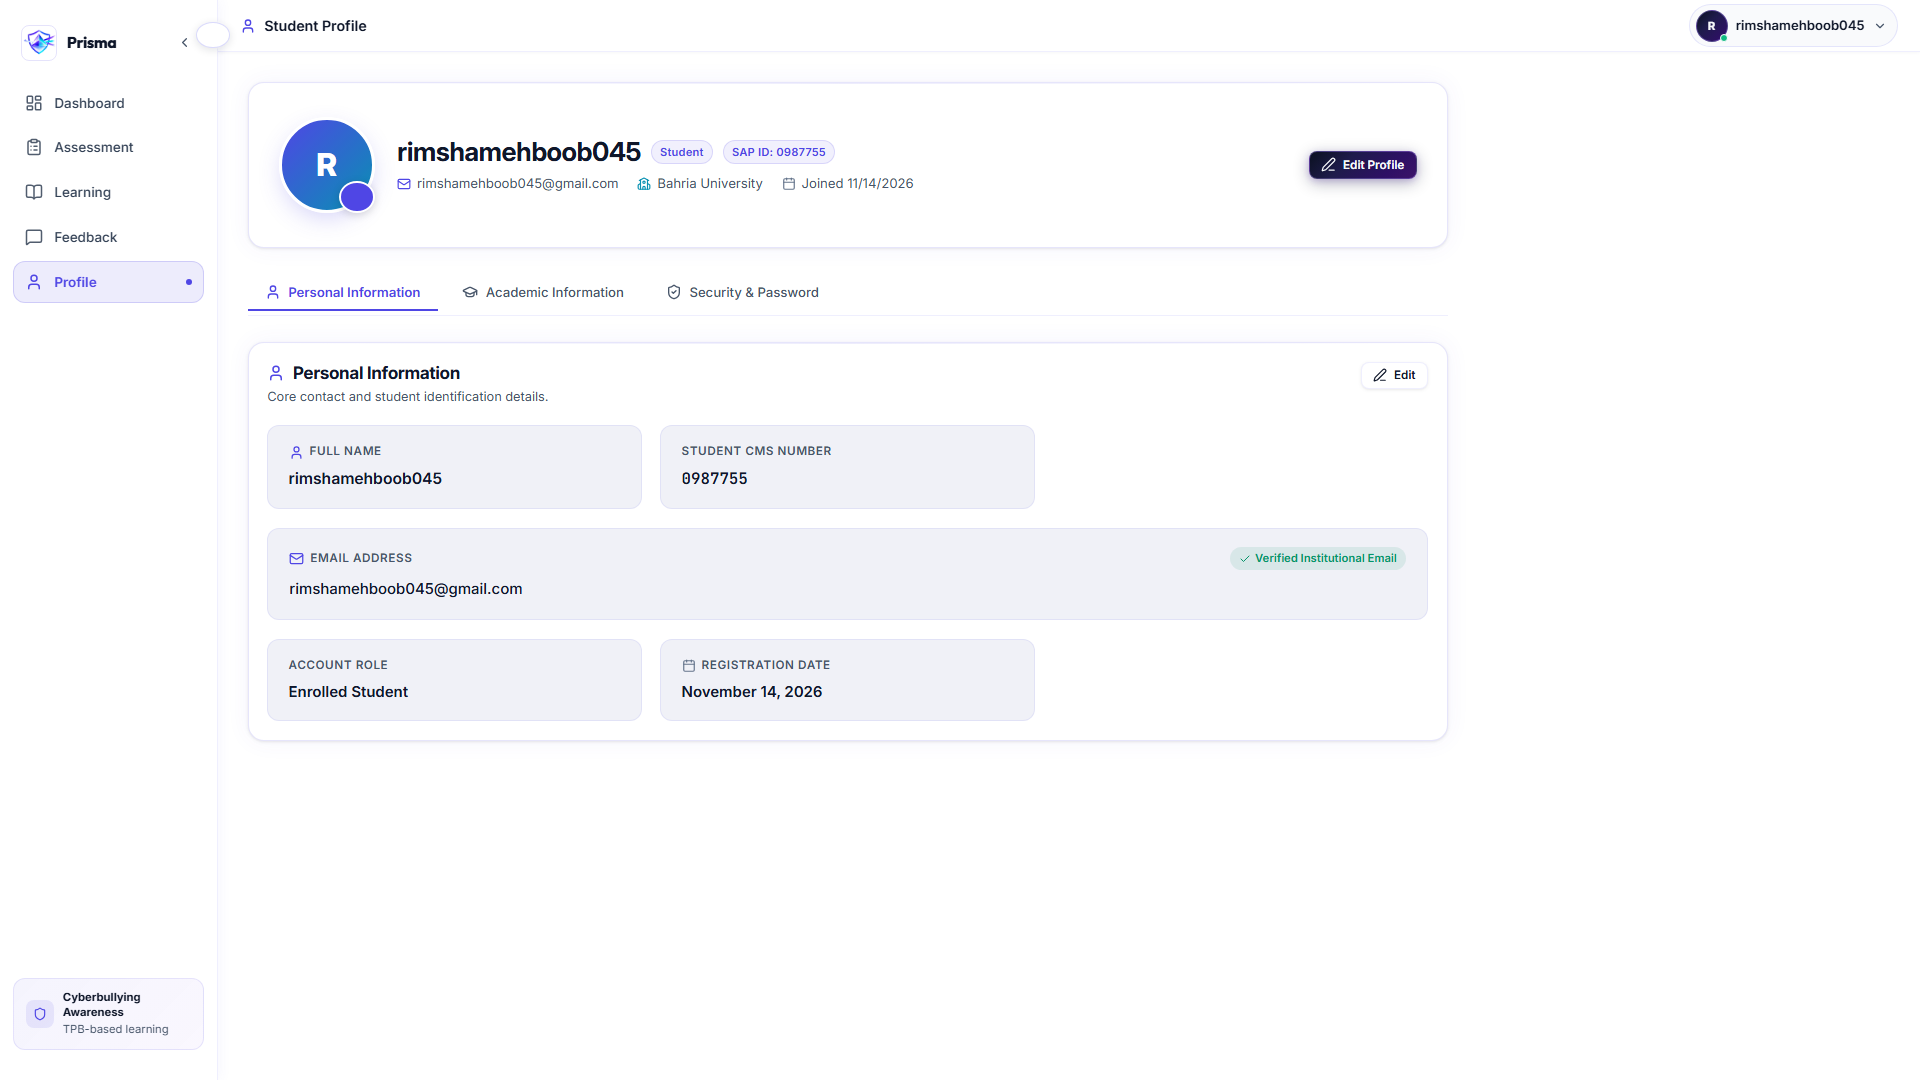 Prisma
Dashboard
Assessment
Learning
Feedback
Profile
Cyberbullying
Awareness
TPB-based learning
Student Profile
R
rimshamehboob045
R
rimshamehboob045
Student
SAP ID: 0987755
rimshamehboob045@gmail.com
Bahria University
Joined 11/14/2026
Edit Profile
Personal Information
Academic Information
Security & Password
Personal Information
Core contact and student identification details.
Edit
FULL NAME
rimshamehboob045
STUDENT CMS NUMBER
0987755
EMAIL ADDRESS
Verified Institutional Email
rimshamehboob045@gmail.com
ACCOUNT ROLE
Enrolled Student
REGISTRATION DATE
November 14, 2026